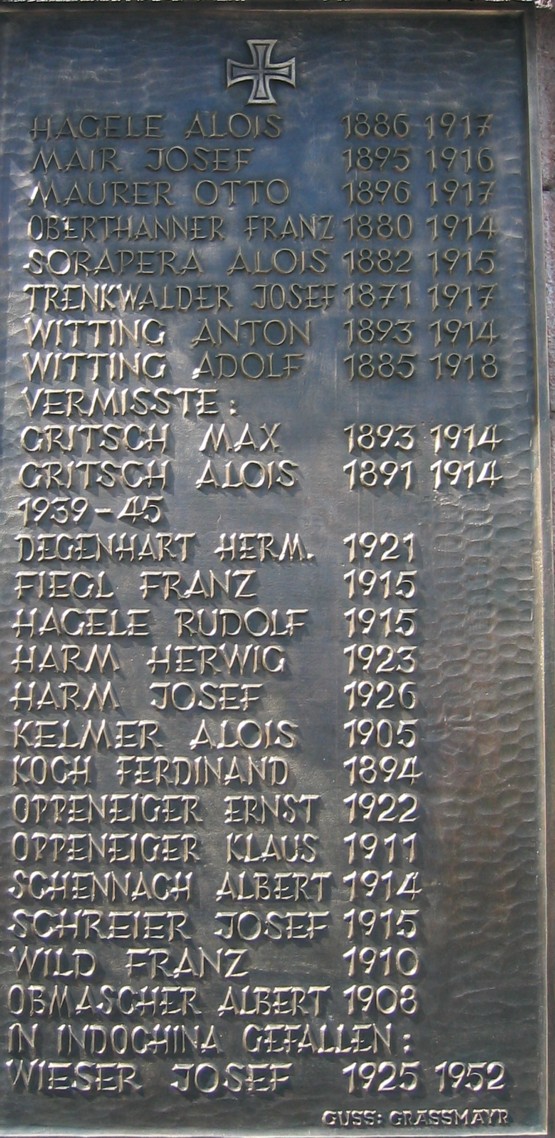 HAGELE ALOIS 1886 1917
MAIR JOSEF 1895 1916
MAURER OTTO 1896 1917
OBERTHANNER FRANZ 1880 1914
SORAPERA ALOIS 1882 1915
TRENKWALDER JOSEF 1871 1917
WITTING ANTON 1893 1914
WITTING ADOLF 1885 1918
VERMISSTE:
GRITSCH MAX 1893 1914
GRITSCH ALOIS 1891 1914
1939-45
DEGENHART HERM. 1921
FIEGL FRANZ 1915
HAGELE RUDOLF 1915
HARM HERWIG 1923
HARM JOSEF 1926
KELMER ALOIS 1905
KOCH FERDINAND 1894
OPPENEIGER ERNST 1922
OPPENEIGER KLAUS 1911
SCHENNACH ALBERT 1914
SCHREIER JOSEF 1915
WILD FRANZ 1910
OBMASCHER ALBERT 1908
IN INDOCHINA GEFALLEN:
WIESER JOSEF 1925 1952
GUSS: GRASSMAYR